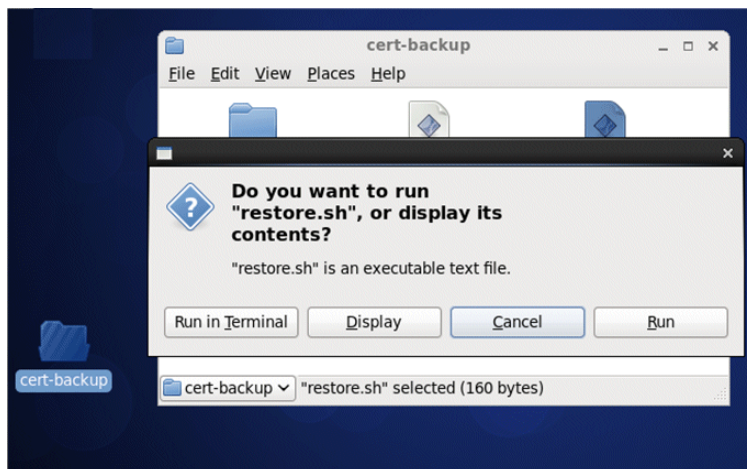 cert-backup
File Edit View Places Help
Do you want to run
"restore.sh", or display its
contents?
"restore.sh" is an executable text file.
Run in Terminal Display Cancel Run
cert-backup
cert-backup "restore.sh" selected (160 bytes)